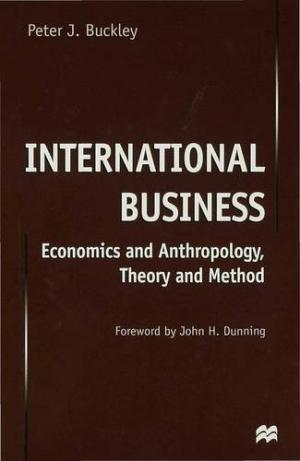 Peter J. Buckley
INTERNATIONAL
BUSINESS
Economics and Anthropology,
Theory and Method
Foreword by John H. Dunning